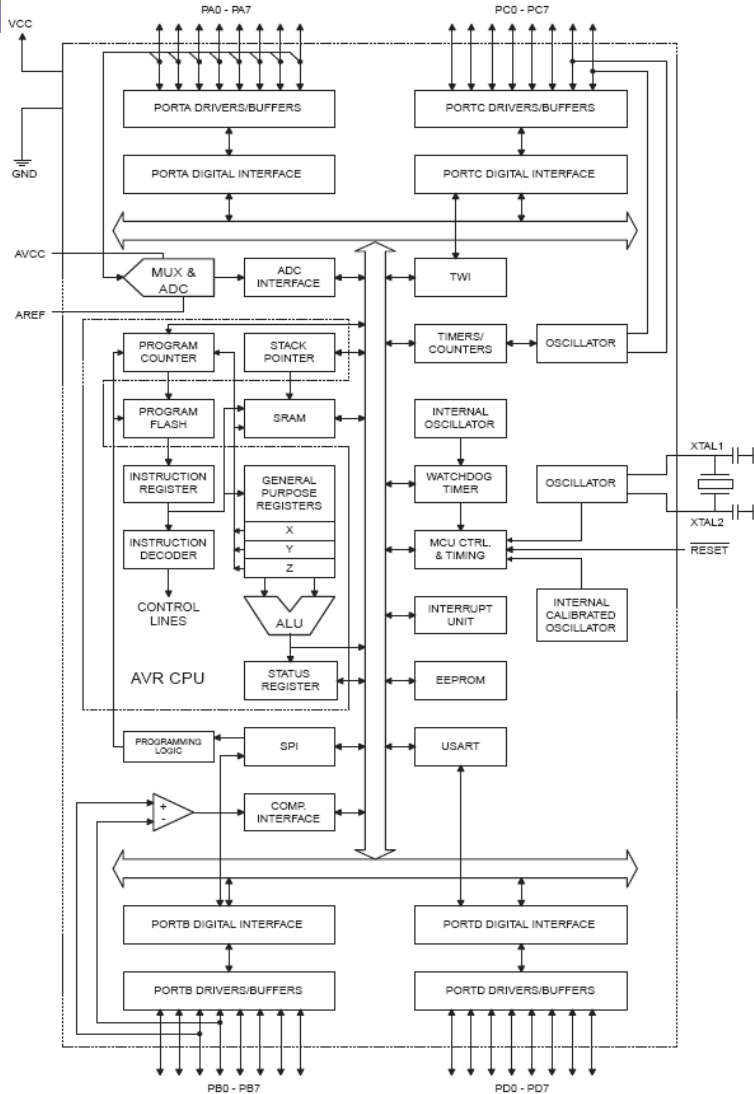 PA0 - PA7
PC0 - PC7
VCC
PORTA DRIVERS/BUFFERS
PORTC DRIVERS/BUFFERS
GND
PORTA DIGITAL INTERFACE
PORTC DIGITAL INTERFACE
AVCC
MUX &
ADC
ADC
INTERFACE
TWI
AREF
PROGRAM
COUNTER
STACK
POINTER
TIMERS/
COUNTERS
OSCILLATOR
PROGRAM
FLASH
SRAM
INTERNAL
OSCILLATOR
XTAL1
INSTRUCTION
REGISTER
GENERAL
PURPOSE
REGISTERS
WATCHDOG
TIMER
OSCILLATOR
XTAL2
X
Y
Z
INSTRUCTION
DECODER
MCU CTRL.
& TIMING
RESET
CONTROL
LINES
ALU
INTERRUPT
UNIT
INTERNAL
CALIBRATED
OSCILLATOR
AVR CPU
STATUS
REGISTER
EEPROM
PROGRAMMING
LOGIC
SPI
USART
+
-
COMP.
INTERFACE
PORTB DIGITAL INTERFACE
PORTD DIGITAL INTERFACE
PORTB DRIVERS/BUFFERS
PORTD DRIVERS/BUFFERS
PB0 - PB7
PD0 - PD7